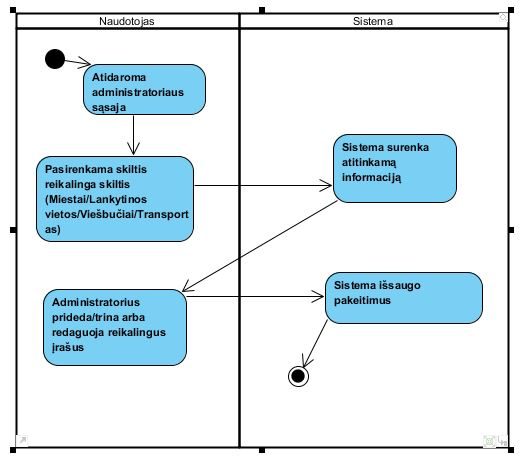 Naudotojas
Sistema
Atidaroma
administratoriaus
sąsaja
Pasirenkama skiltis
reikalinga skiltis
(Miestai/Lankytinos
vietos/Viešbučiai/Transport
as)
Sistema surenka
atitinkamą
informaciją
Administratorius
prideda/trina arba
redaguoja reikalingus
įrašus
Sistema išsaugo
pakeitimus